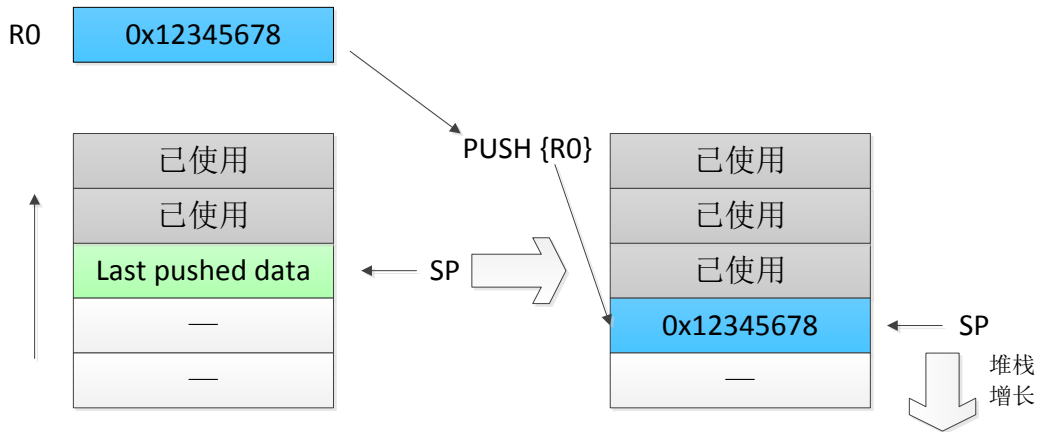 R0
0x12345678
PUSH {R0}
已使用
已使用
Last pushed data
—
—
SP
已使用
已使用
已使用
0x12345678
—
SP
堆栈
增长